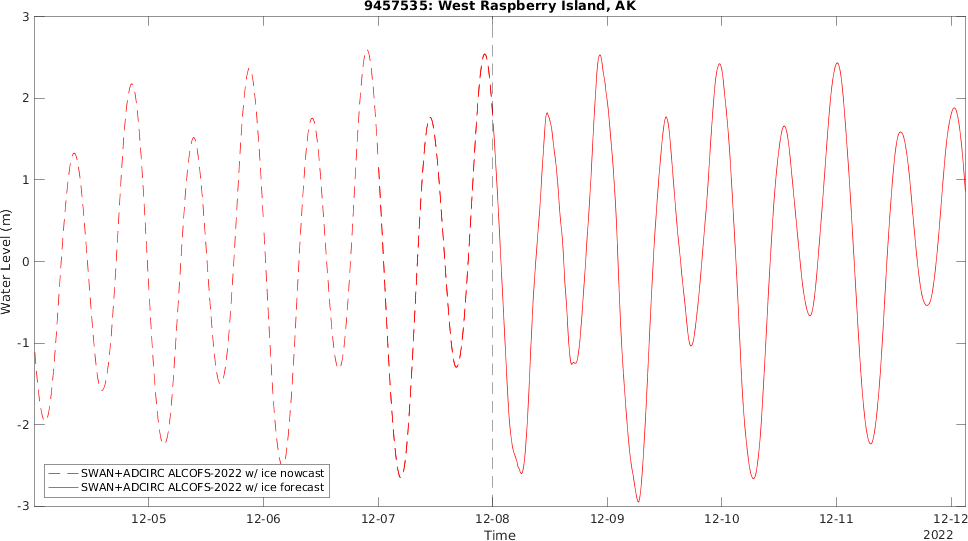 9457535: West Raspberry Island, AK
3
2
1
0
-1
-2
-3
Water Level (m)
SWAN+ADCIRC ALCOFS-2022 w/ ice nowcast
SWAN+ADCIRC ALCOFS-2022 w/ ice forecast
12-05 12-06 12-07 12-08 12-09 12-10 12-11 12-12
Time
2022